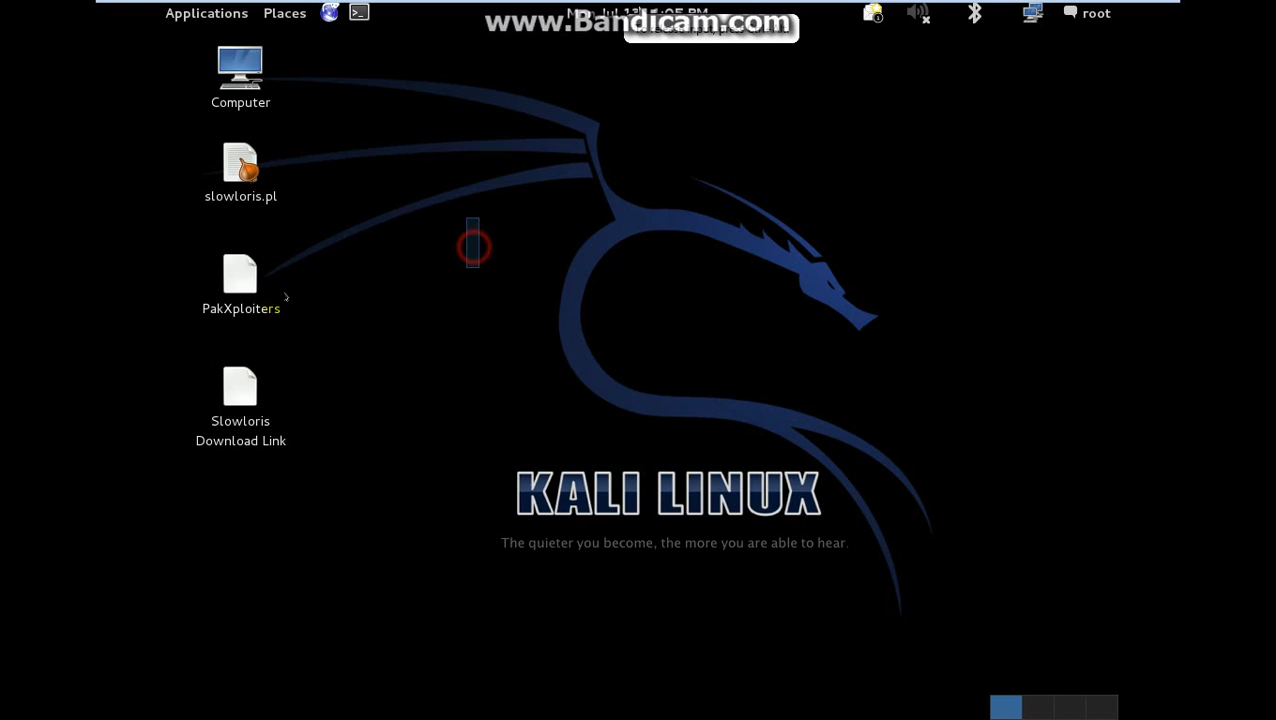 Applications Places
www.Bandicam.com
root
Computer
slowloris.pl
PakXploiters
Slowloris
Download Link
KALI LINUX
The quieter you become, the more you are able to hear.